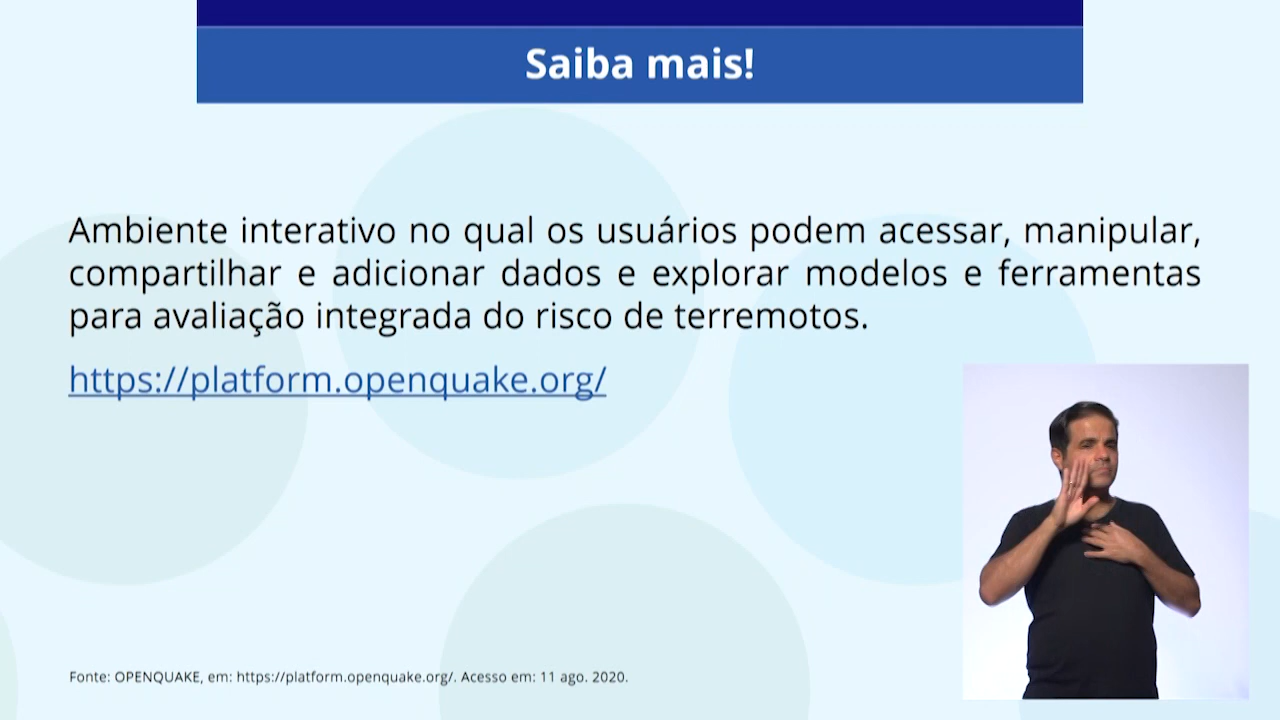 Saiba mais!
Ambiente interativo no qual os usuários podem acessar, manipular,
compartilhar e adicionar dados e explorar modelos e ferramentas
para avaliação integrada do risco de terremotos.
https://platform.openquake.org/
Fonte: OPENQUAKE, em: https://platform.openquake.org/. Acesso em: 11 ago. 2020.